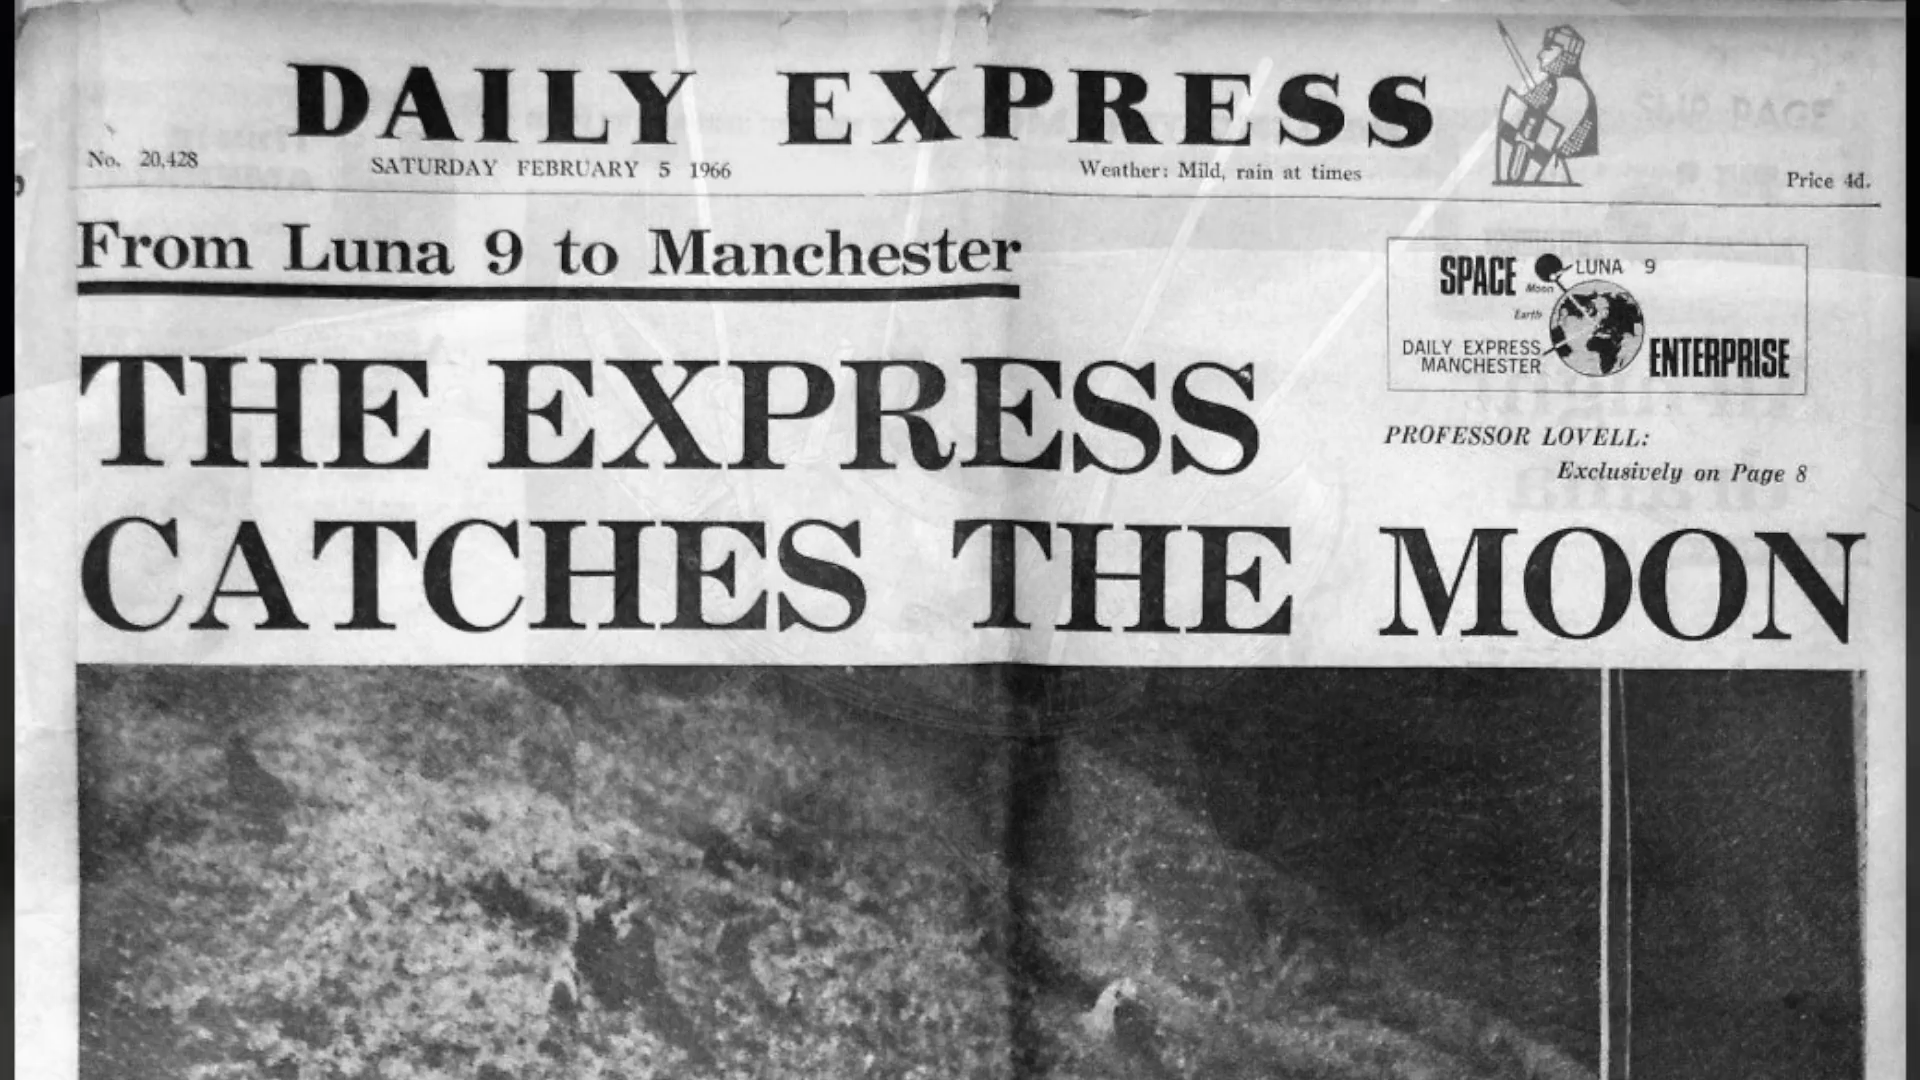 DAILY EXPRESS
No. 20,428
SATURDAY FEBRUARY 5 1966
Weather: Mild, rain at times
Price 4d.
From Luna 9 to Manchester
THE EXPRESS
CATCHES THE MOON
SPACE
LUNA 9
Moon
Earth
DAILY EXPRESS
MANCHESTER
ENTERPRISE
PROFESSOR LOVELL:
Exclusively on Page 8